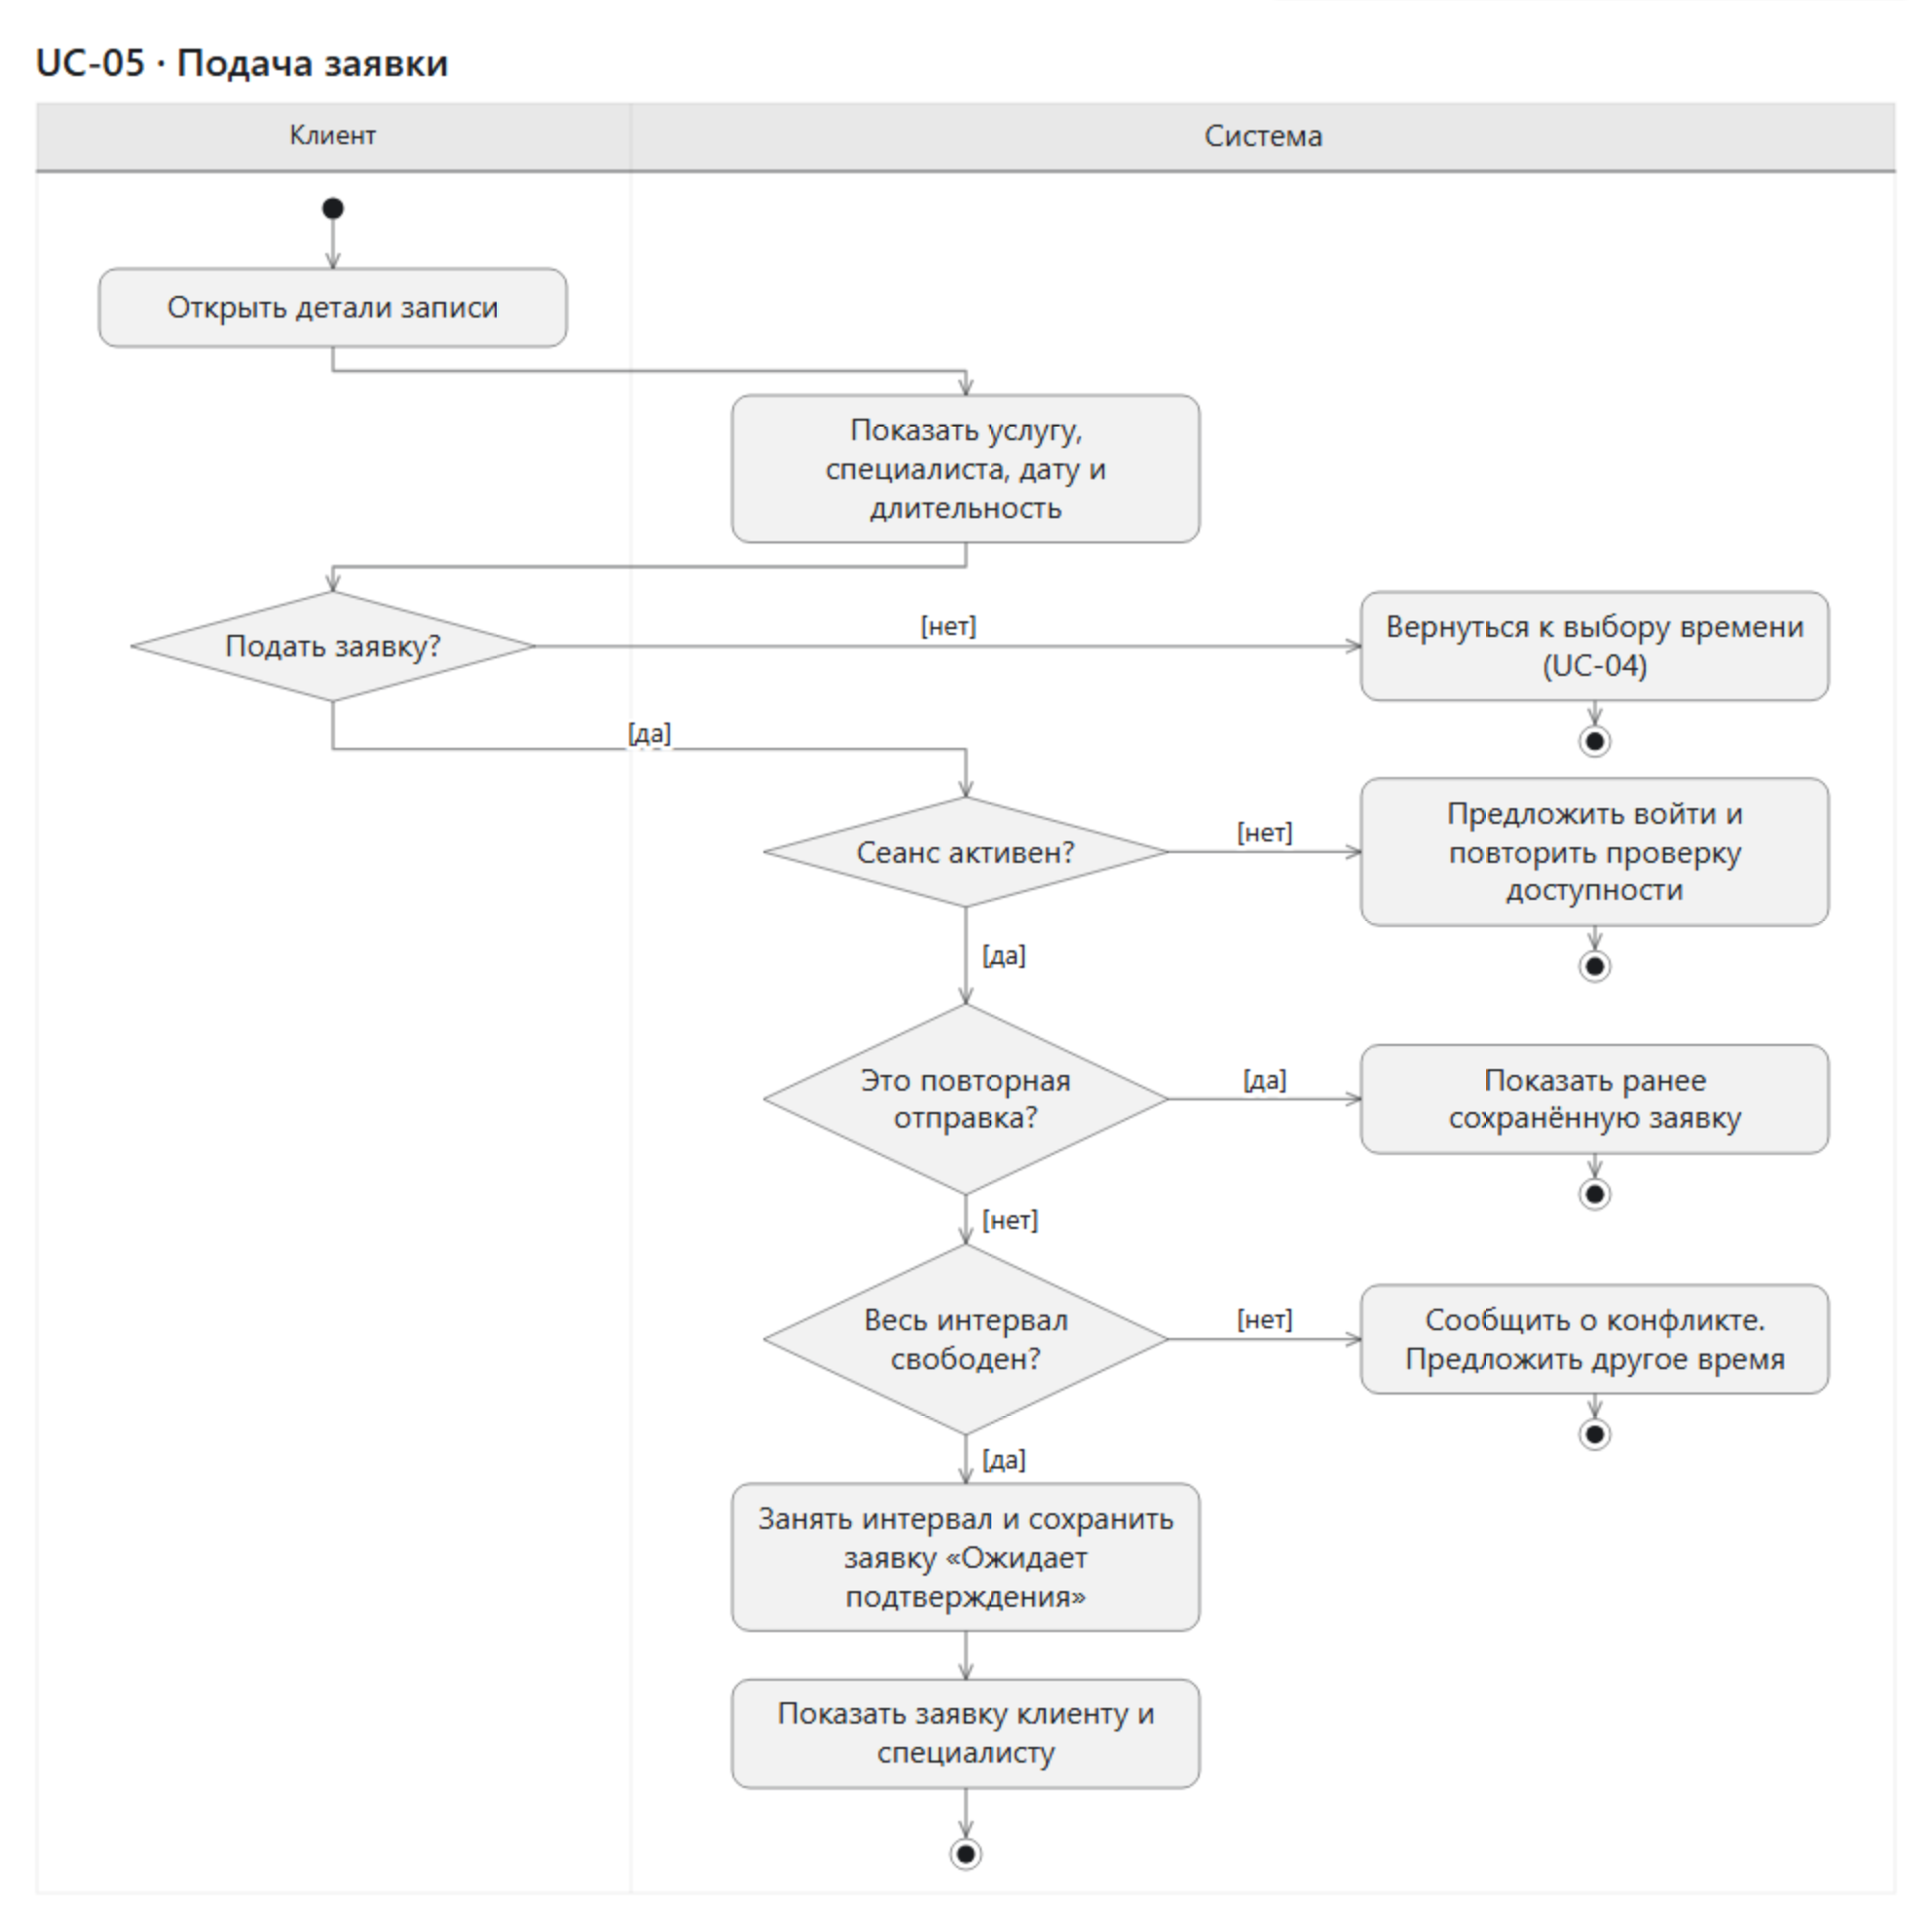 UC-05 · Подача заявки
Клиент
Система
Открыть детали записи
Показать услугу,
специалиста, дату и
длительность
Подать заявку?
[нет]
Вернуться к выбору времени
(UC-04)
[да]
Сеанс активен?
[нет]
Предложить войти и
повторить проверку
доступности
[да]
Это повторная
отправка?
[да]
Показать ранее
сохранённую заявку
[нет]
Весь интервал
свободен?
[нет]
Сообщить о конфликте.
Предложить другое время
[да]
Занять интервал и сохранить
заявку «Ожидает
подтверждения»
Показать заявку клиенту и
специалисту